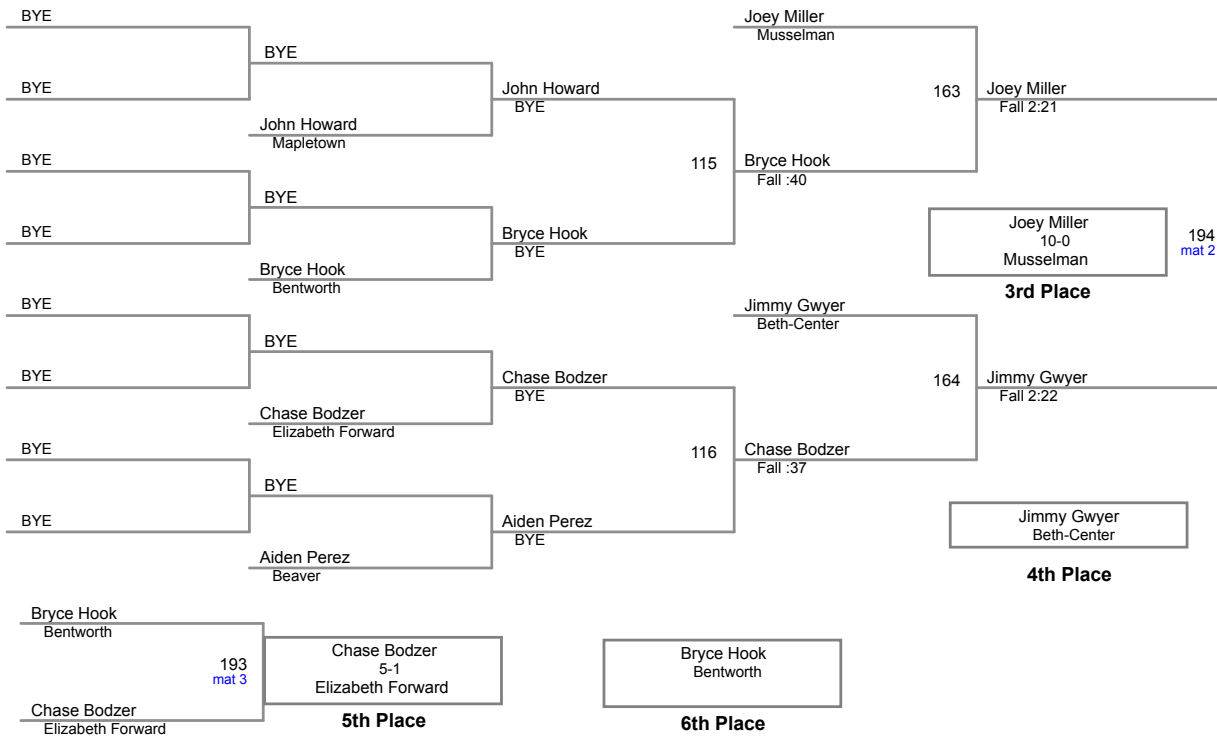 BYE
Joey Miller
Musselman
BYE
BYE
John Howard
BYE
163
Joey Miller
Fall 2:21
John Howard
Mapletown
BYE
115
Bryce Hook
Fall :40
BYE
BYE
Bryce Hook
BYE
Joey Miller
10-0
Musselman
194
mat 2
3rd Place
Bryce Hook
Bentworth
BYE
Jimmy Gwyer
Beth-Center
BYE
BYE
Chase Bodzer
BYE
164
Jimmy Gwyer
Fall 2:22
Chase Bodzer
Elizabeth Forward
BYE
116
Chase Bodzer
Fall :37
BYE
BYE
Aiden Perez
BYE
Jimmy Gwyer
Beth-Center
4th Place
Aiden Perez
Beaver
Bryce Hook
Bentworth
193
mat 3
Chase Bodzer
5-1
Elizabeth Forward
5th Place
Bryce Hook
Bentworth
6th Place
Chase Bodzer
Elizabeth Forward